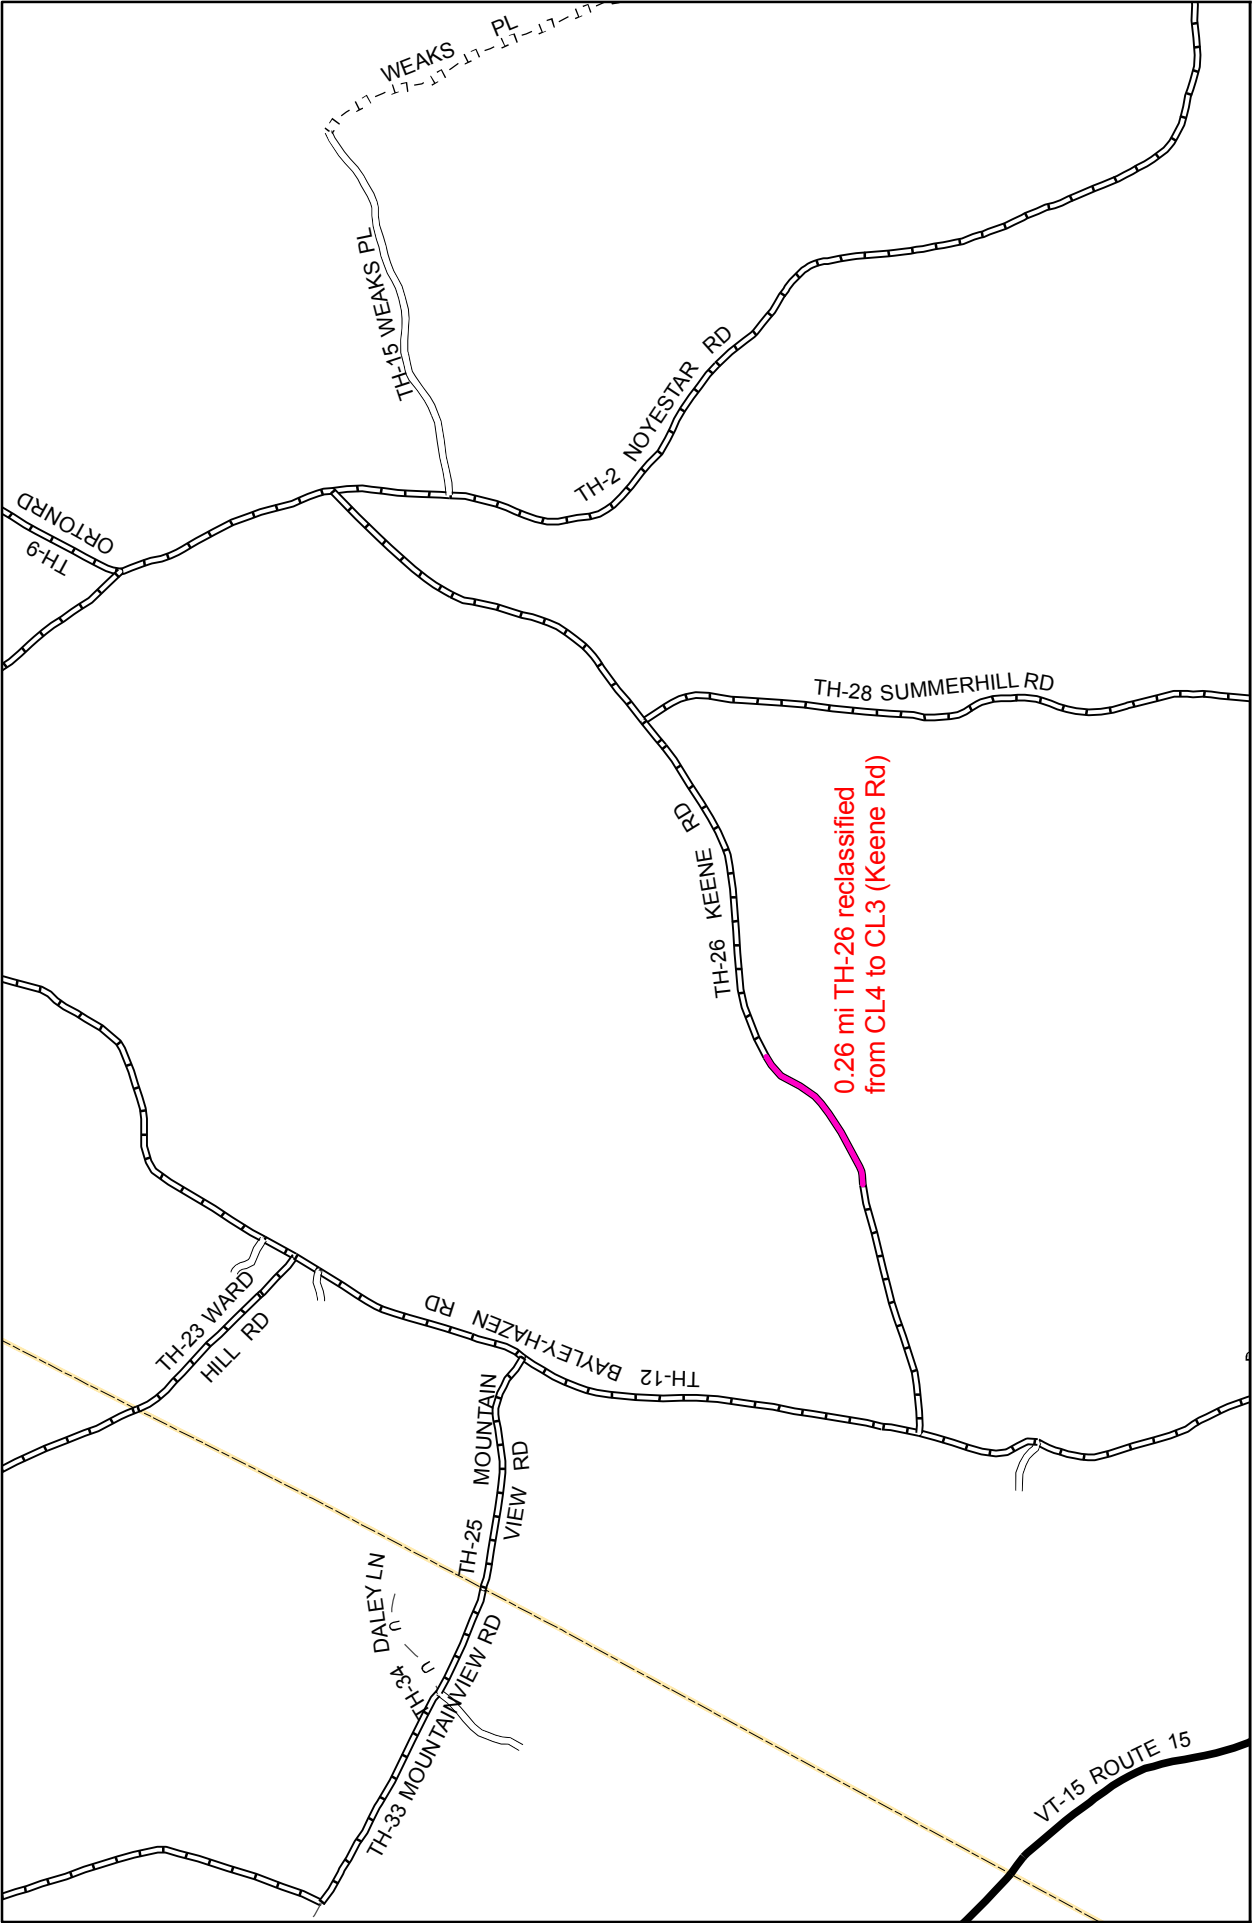 WEAKS PL
TH-15 WEAKS PL
TH-2 NOYESTAR RD
ORTONRD
TH-9
TH-28 SUMMERHILL RD
TH-26 KEENE RD
0.26 mi TH-26 reclassified
from CL4 to CL3 (Keene Rd)
TH-23 WARD
HILL RD
TH-12 BAYLEY-HAZEN RD
TH-25 MOUNTAIN
VIEW RD
TH-34 DALEY LN
TH-33 MOUNTAINVIEW RD
VT-15 ROUTE 15